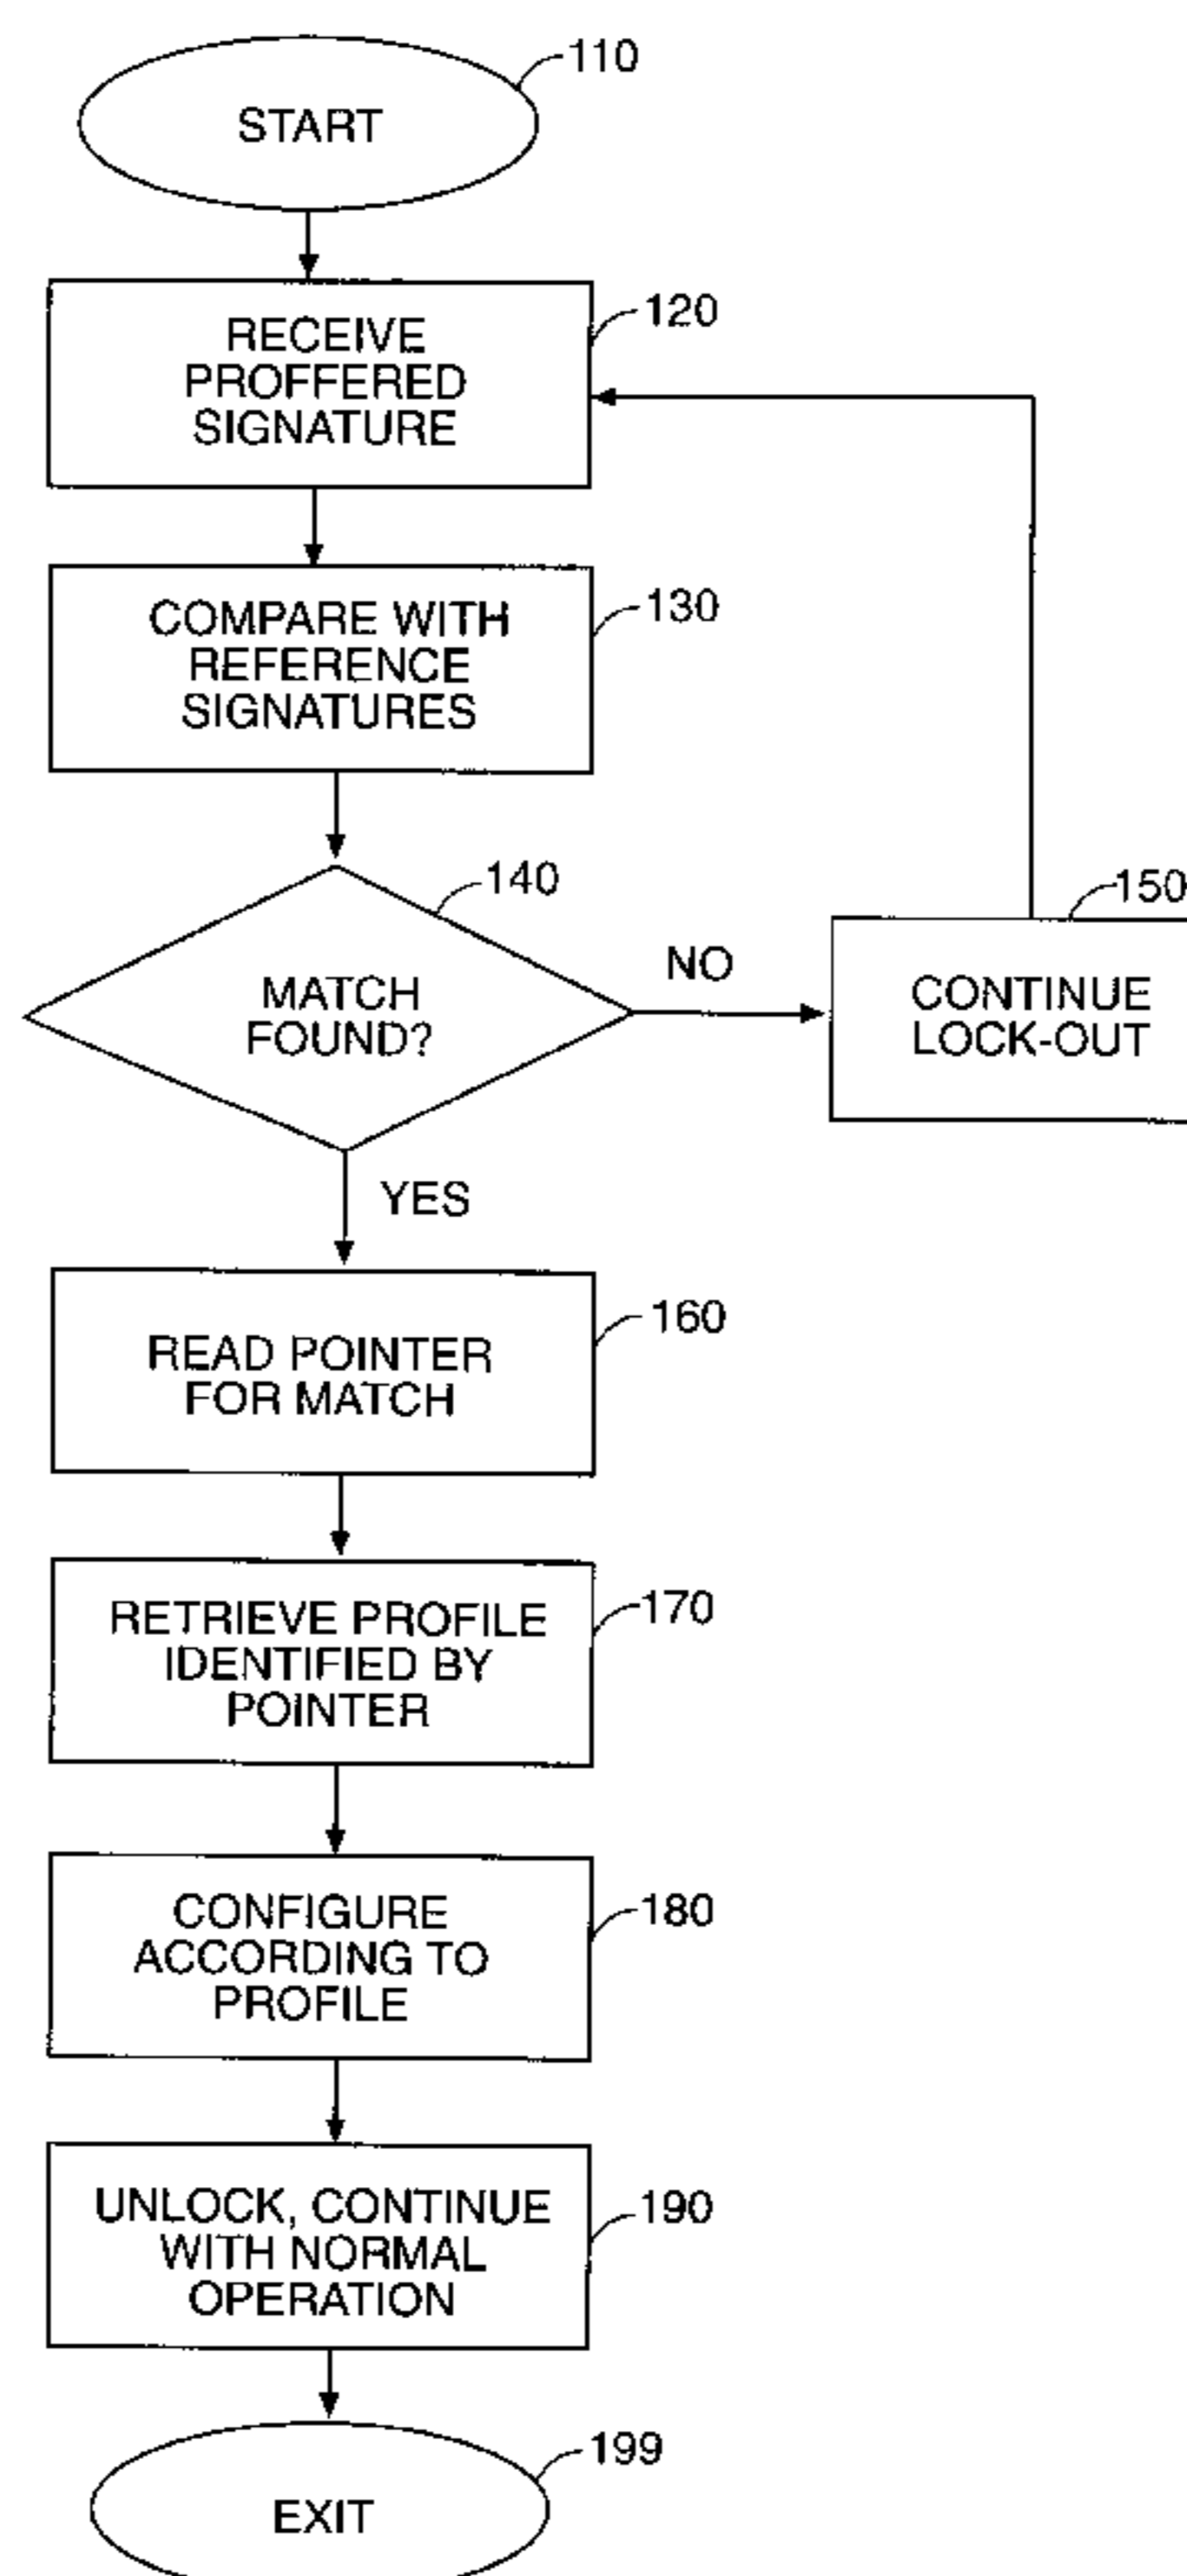 110
START
120
RECEIVE
PROFFERED
SIGNATURE
130
COMPARE WITH
REFERENCE
SIGNATURES
140
150
NO
MATCH
FOUND?
CONTINUE
LOCK-OUT
YES
160
READ POINTER
FOR MATCH
170
RETRIEVE PROFILE
IDENTIFIED BY
POINTER
180
CONFIGURE
ACCORDING TO
PROFILE
190
UNLOCK, CONTINUE
WITH NORMAL
OPERATION
199
EXIT